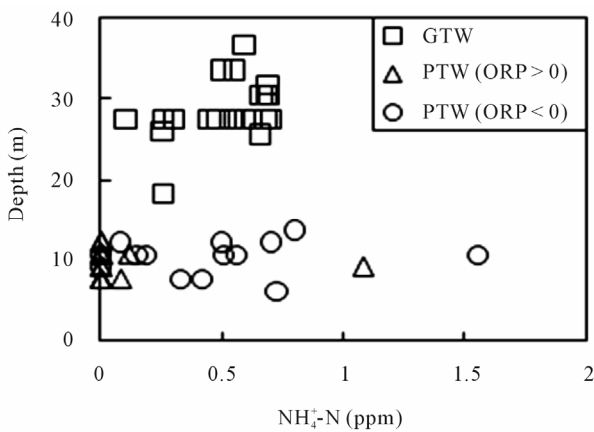 40
30
20
10
0
Depth (m)
GTW
PTW (ORP > 0)
PTW (ORP < 0)
0 0.5 1 1.5 2
NH₄⁺-N (ppm)